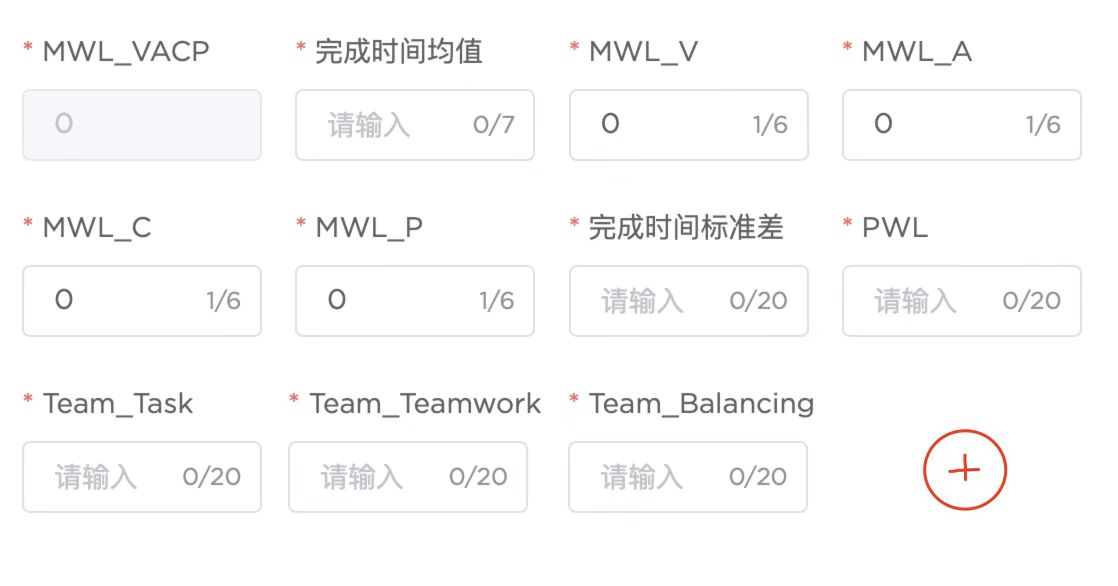 * MWL_VACP * 完成时间均值 * MWL_V * MWL_A
0 请输入 0/7 0 1/6 0 1/6
* MWL_C * MWL_P * 完成时间标准差 * PWL
0 1/6 0 1/6 请输入 0/20 请输入 0/20
* Team_Task * Team_Teamwork * Team_Balancing
请输入 0/20 请输入 0/20 请输入 0/20 +